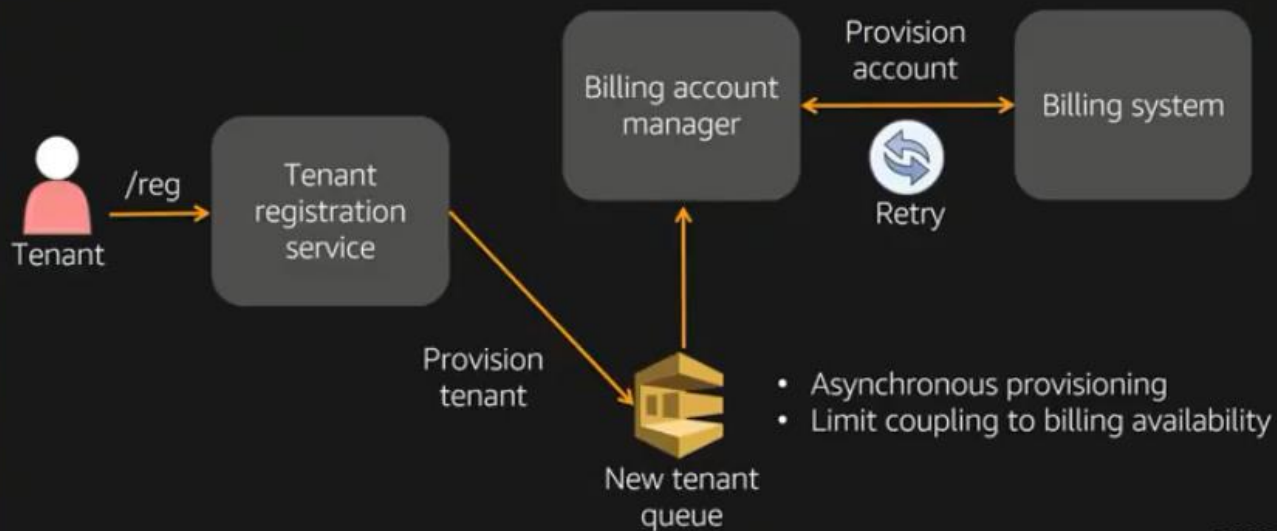 Tenant
/reg
Tenant
registration
service
Provision
tenant
New tenant
queue
Billing account
manager
Provision
account
Retry
Billing system
• Asynchronous provisioning
• Limit coupling to billing availability